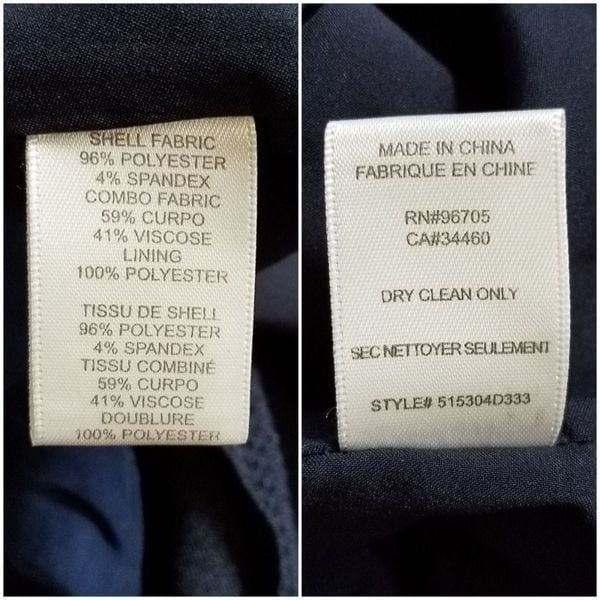 SHELL FABRIC
96% POLYESTER
4% SPANDEX
COMBO FABRIC
59% CURPO
41% VISCOSE
LINING
100% POLYESTER
TISSU DE SHELL
96% POLYESTER
4% SPANDEX
TISSU COMBINÉ
59% CURPO
41% VISCOSE
DOUBLURE
100% POLYESTER
MADE IN CHINA
FABRIQUE EN CHINE
RN#96705
CA#34460
DRY CLEAN ONLY
SEC NETTOYER SEULEMENT
STYLE# 515304D333